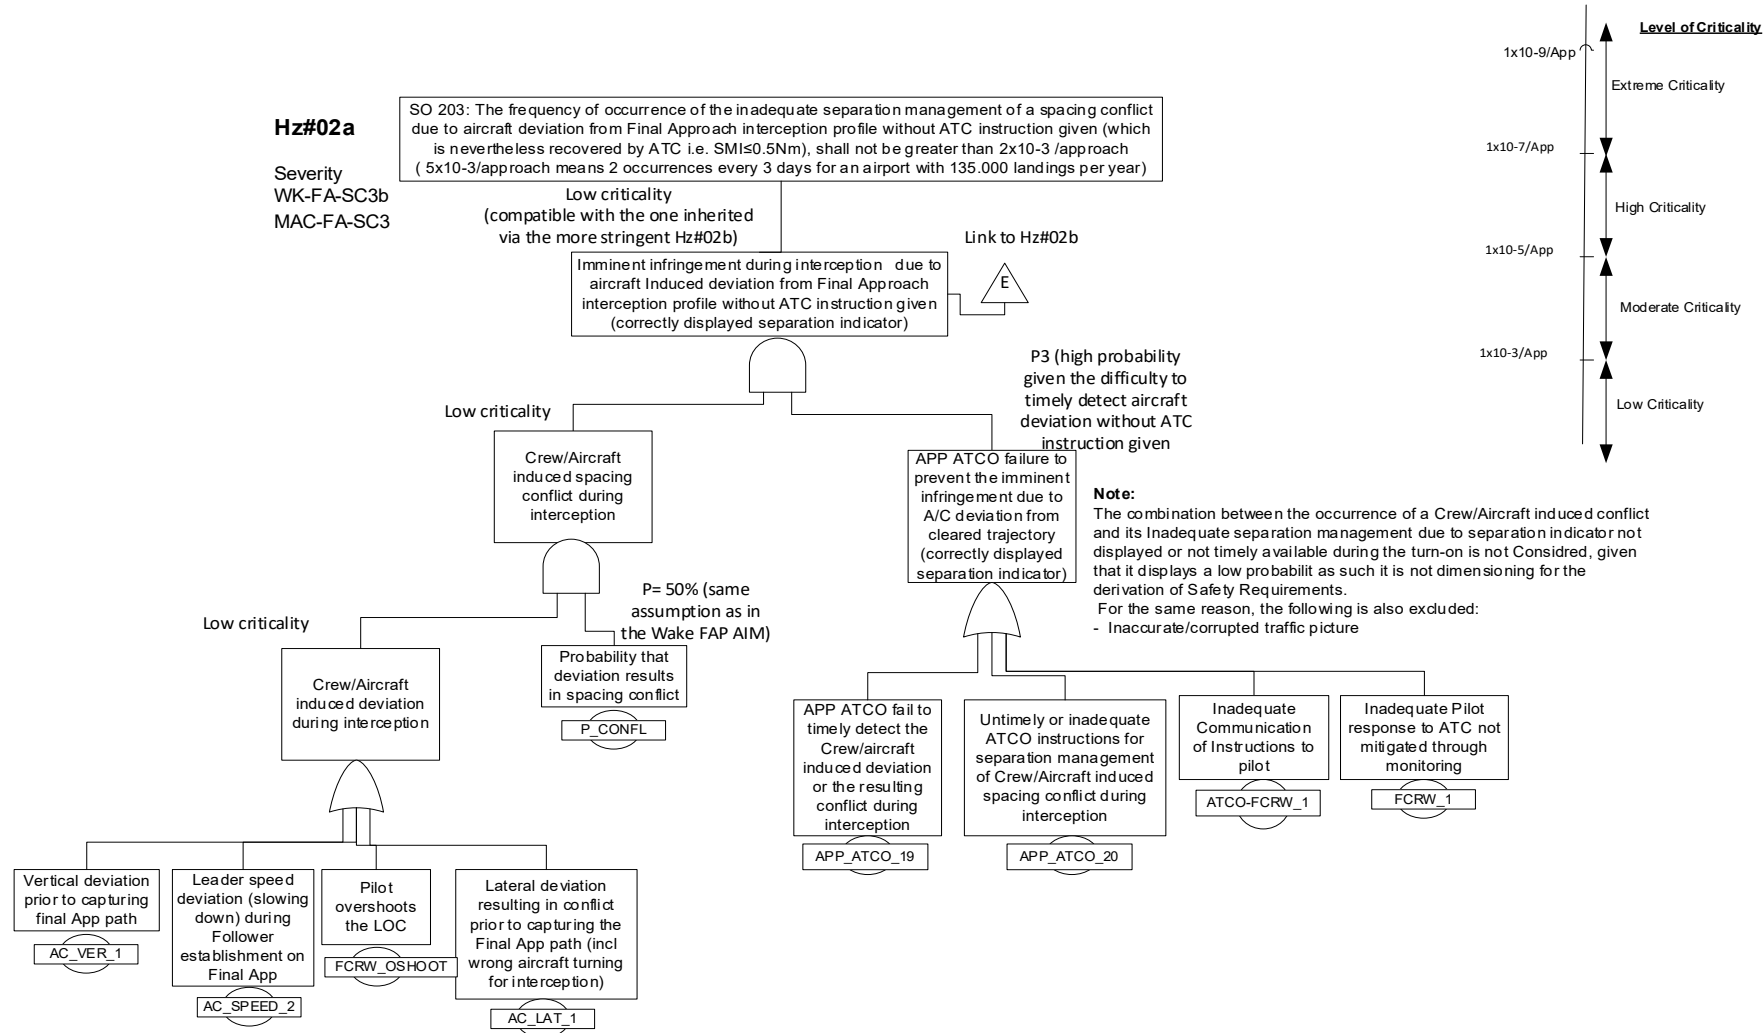 Level of Criticality
1x10-9/App
Extreme Criticality
1x10-7/App
High Criticality
1x10-5/App
Moderate Criticality
1x10-3/App
Low Criticality
Hz#02a
Severity
WK-FA-SC3b
MAC-FA-SC3
SO 203: The frequency of occurrence of the inadequate separation management of a spacing conflict
due to aircraft deviation from Final Approach interception profile without ATC instruction given (which
is nevertheless recovered by ATC i.e. SMI≤0.5Nm), shall not be greater than 2x10-3 /approach
( 5x10-3/approach means 2 occurrences every 3 days for an airport with 135.000 landings per year)
Low criticality
(compatible with the one inherited
via the more stringent Hz#02b)
Link to Hz#02b
E
Imminent infringement during interception due to
aircraft Induced deviation from Final Approach
interception profile without ATC instruction given
(correctly displayed separation indicator)
P3 (high probability
given the difficulty to
timely detect aircraft
deviation without ATC
instruction given
Low criticality
Crew/Aircraft
induced spacing
conflict during
interception
APP ATCO failure to
prevent the imminent
infringement due to
A/C deviation from
cleared trajectory
(correctly displayed
separation indicator)
Note:
The combination between the occurrence of a Crew/Aircraft induced conflict
and its Inadequate separation management due to separation indicator not
displayed or not timely available during the turn-on is not Considred, given
that it displays a low probabilit as such it is not dimensioning for the
derivation of Safety Requirements.
For the same reason, the following is also excluded:
- Inaccurate/corrupted traffic picture
Low criticality
P= 50% (same
assumption as in
the Wake FAP AIM)
Crew/Aircraft
induced deviation
during interception
Probability that
deviation results
in spacing conflict
P_CONFL
APP ATCO fail to
timely detect the
Crew/aircraft
induced deviation
or the resulting
conflict during
interception
APP_ATCO_19
Untimely or inadequate
ATCO instructions for
separation management
of Crew/Aircraft induced
spacing conflict during
interception
APP_ATCO_20
Inadequate
Communication
of Instructions to
pilot
ATCO-FCRW_1
Inadequate Pilot
response to ATC not
mitigated through
monitoring
FCRW_1
Vertical deviation
prior to capturing
final App path
AC_VER_1
Leader speed
deviation (slowing
down) during
Follower
establishment on
Final App
AC_SPEED_2
Pilot
overshoots
the LOC
FCRW_OSHOOT
Lateral deviation
resulting in conflict
prior to capturing the
Final App path (incl
wrong aircraft turning
for interception)
AC_LAT_1